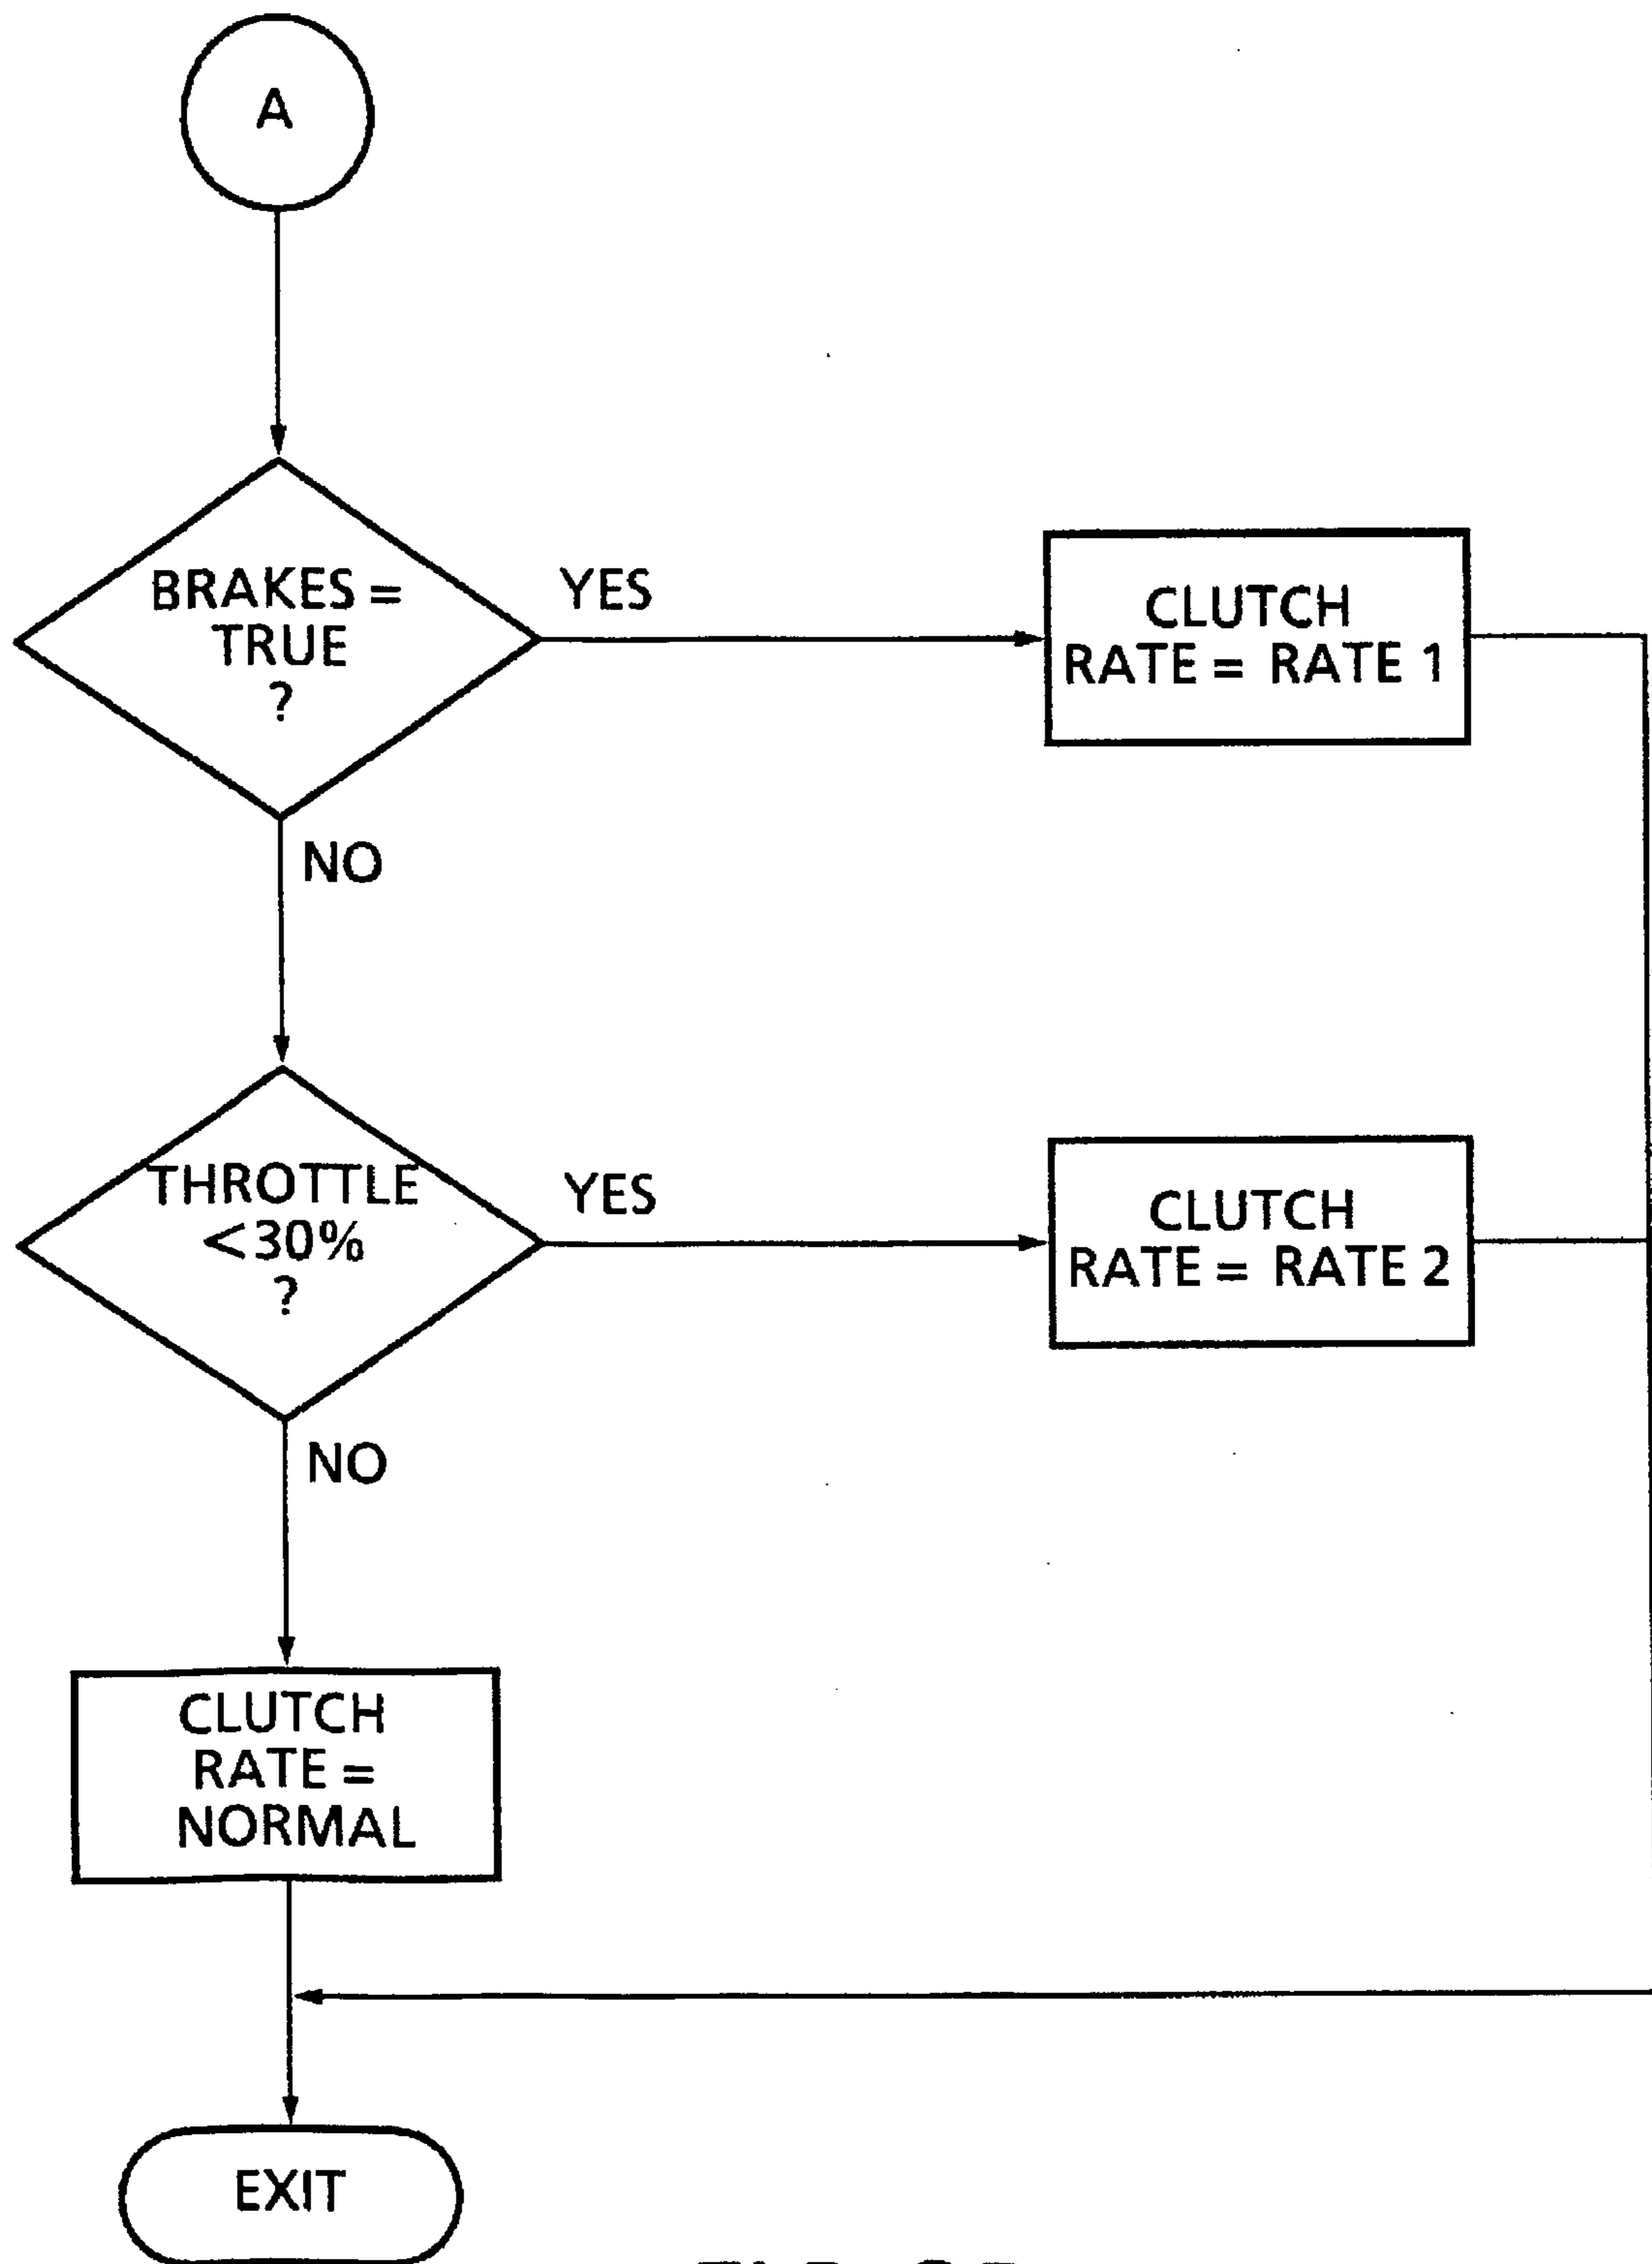 A
BRAKES =
TRUE
?
YES
CLUTCH
RATE = RATE 1
NO
THROTTLE
<30%
?
YES
CLUTCH
RATE = RATE 2
NO
CLUTCH
RATE =
NORMAL
EXIT